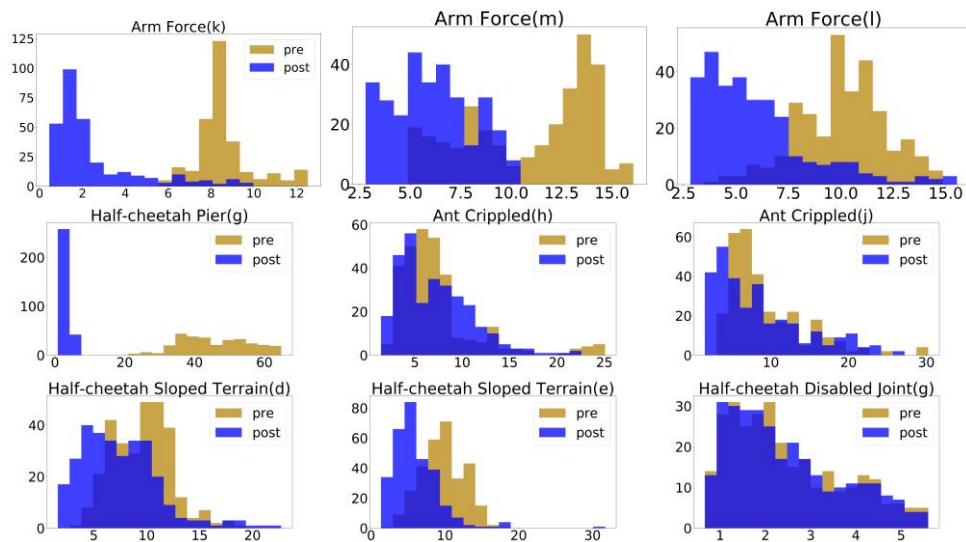 Arm Force(k)
125
100
75
50
25
0
0 2 4 6 8 10 12
pre
post
Arm Force(m)
40
20
0
2.5 5.0 7.5 10.0 12.5 15.0
Arm Force(l)
40
20
0
2.5 5.0 7.5 10.0 12.5 15.0
Half-cheetah Pier(g)
200
100
0
0 20 40 60
pre
post
Ant Crippled(h)
60
40
20
0
5 10 15 20 25
pre
post
Ant Crippled(j)
60
40
20
0
10 20 30
pre
post
Half-cheetah Sloped Terrain(d)
40
20
0
5 10 15 20
pre
post
Half-cheetah Sloped Terrain(e)
80
60
40
20
0
0 10 20 30
pre
post
Half-cheetah Disabled Joint(g)
30
20
10
0
1 2 3 4 5
pre
post